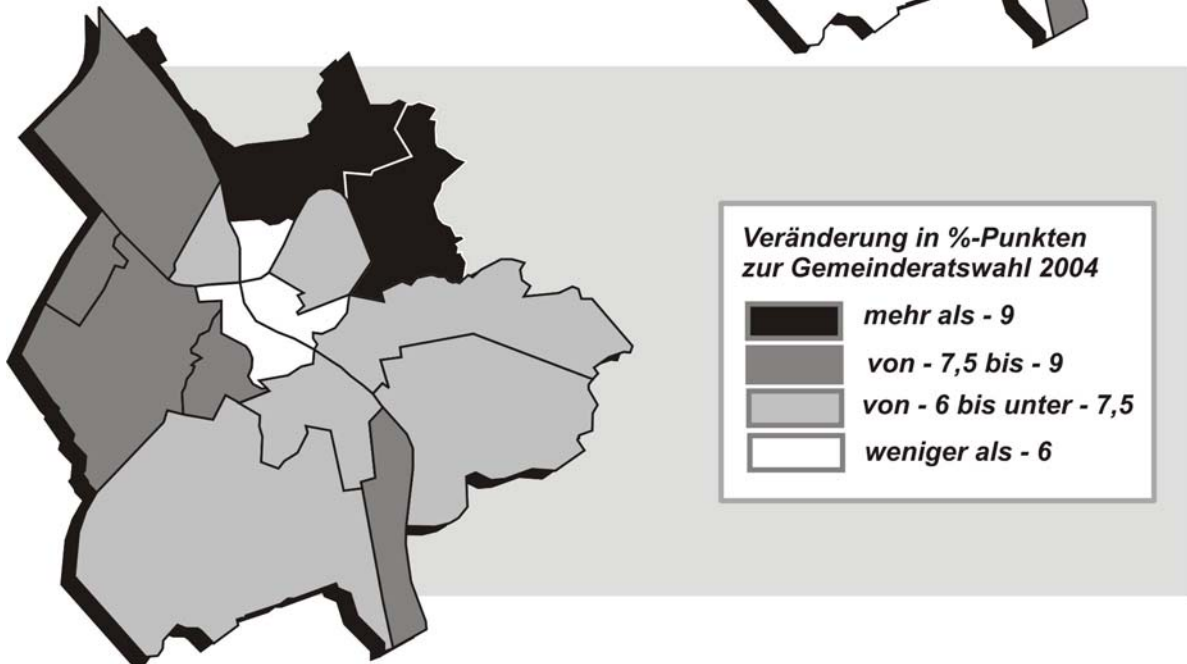 Veränderung in %-Punkten
zur Gemeinderatswahl 2004
mehr als - 9
von - 7,5 bis - 9
von - 6 bis unter - 7,5
weniger als - 6